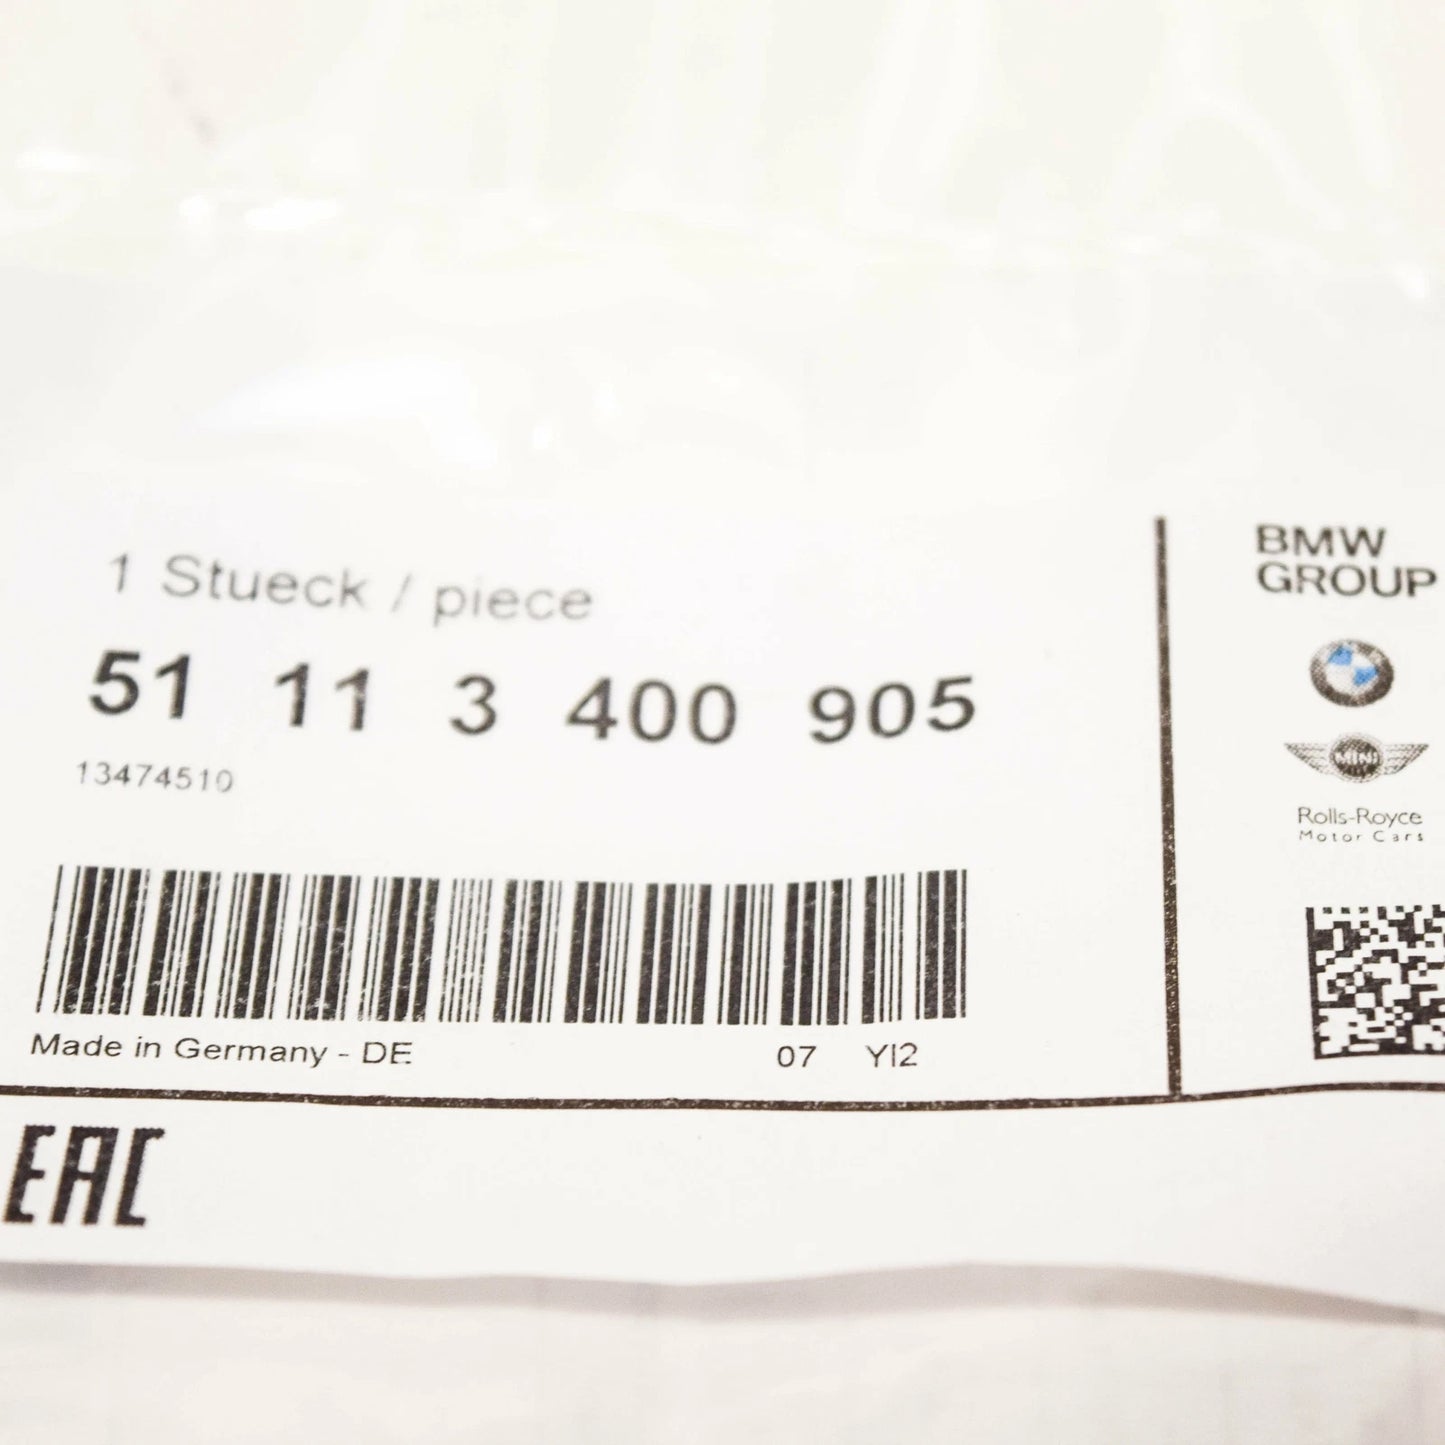 1 Stueck / piece
51 11 3 400 905
13474510
Made in Germany - DE 07 YI2
EAC
BMW
GROUP
MINI
Rolls-Royce
Motor Cars